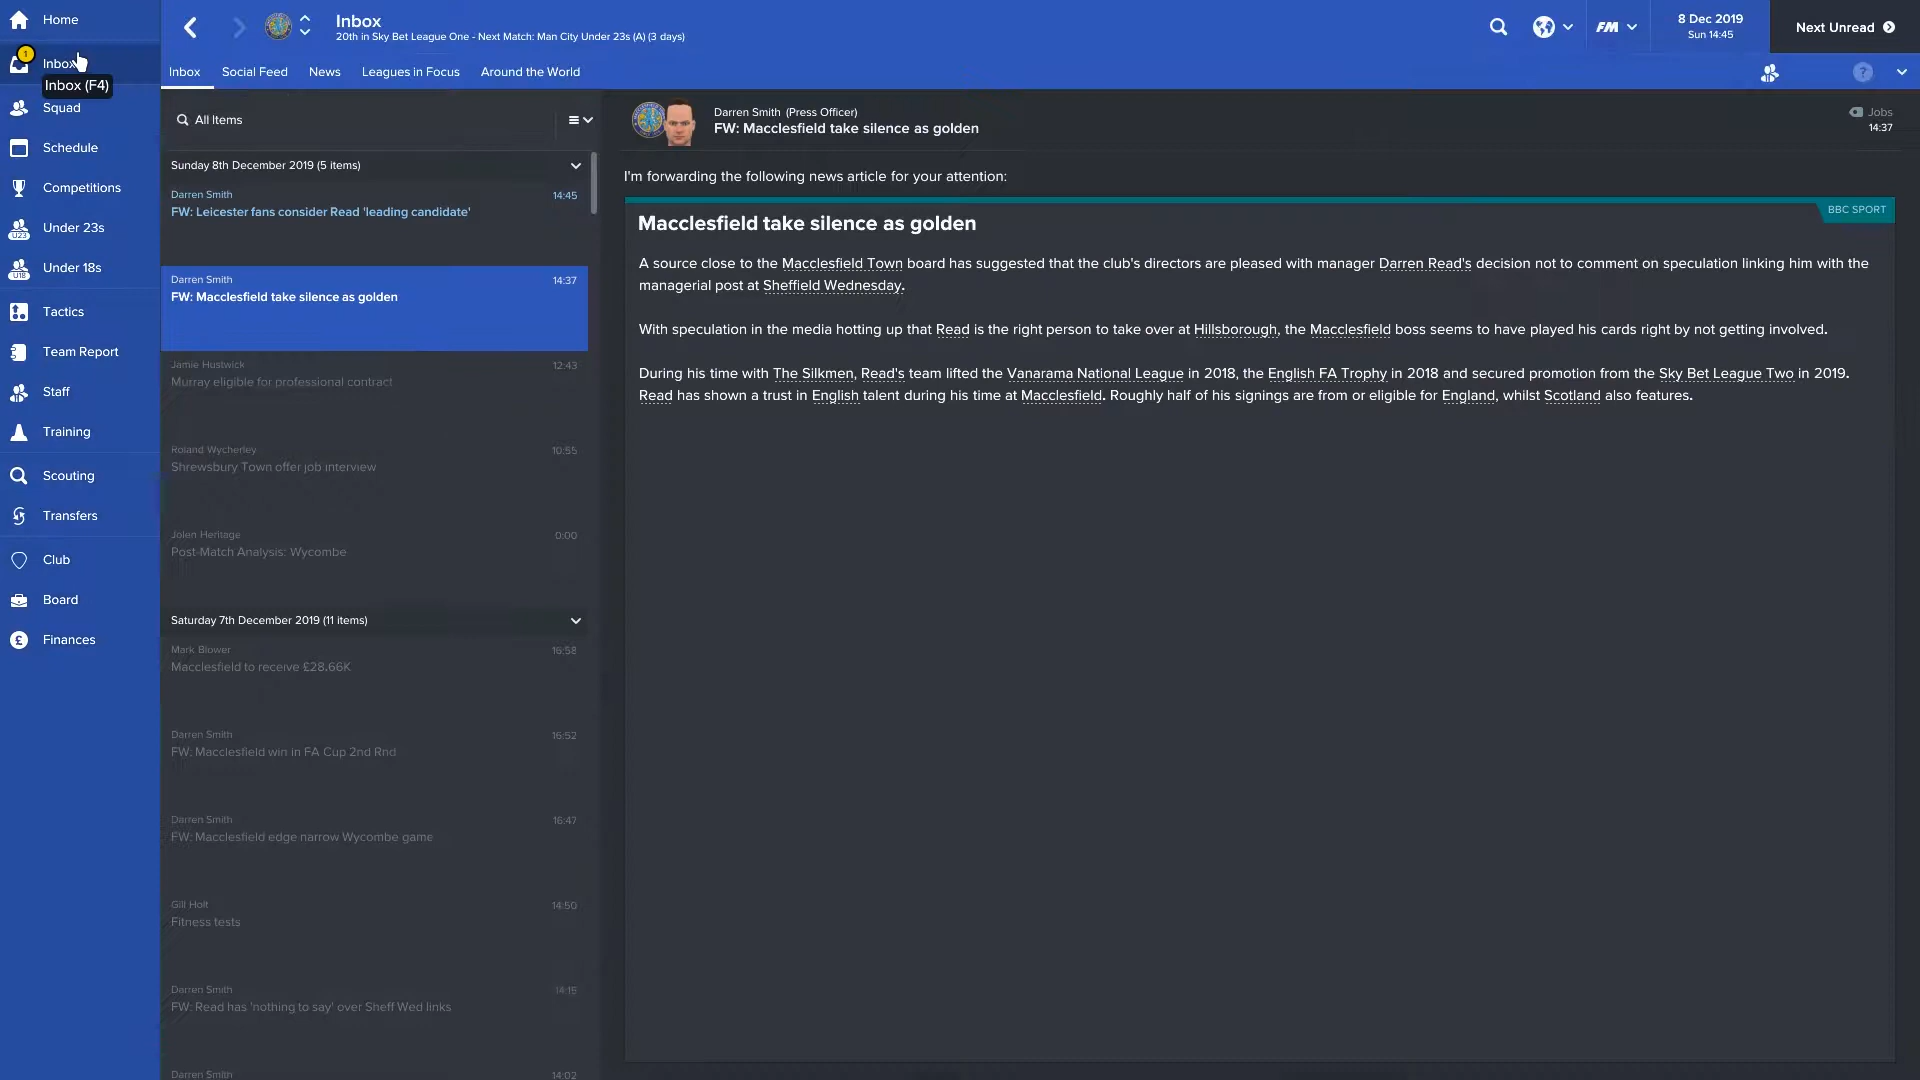 Home
1
Inbox
Inbox (F4)
Squad
Schedule
Competitions
U23
Under 23s
U18
Under 18s
Tactics
Team Report
Staff
Training
Scouting
Transfers
Club
Board
£
Finances
Inbox
20th in Sky Bet League One - Next Match: Man City Under 23s (A) (3 days)
FM
8 Dec 2019
Sun 14:45
Next Unread
Inbox
Social Feed
News
Leagues in Focus
Around the World
?
All Items
Sunday 8th December 2019 (5 items)
Darren Smith 14:45
FW: Leicester fans consider Read 'leading candidate'
Darren Smith 14:37
FW: Macclesfield take silence as golden
Jamie Hustwick 12:43
Murray eligible for professional contract
Roland Wycherley 10:55
Shrewsbury Town offer job interview
Jolen Heritage 0:00
Post-Match Analysis: Wycombe
Saturday 7th December 2019 (11 items)
Mark Blower 16:58
Macclesfield to receive £28.66K
Darren Smith 16:52
FW: Macclesfield win in FA Cup 2nd Rnd
Darren Smith 16:47
FW: Macclesfield edge narrow Wycombe game
Gill Holt 14:50
Fitness tests
Darren Smith 14:15
FW: Read has 'nothing to say' over Sheff Wed links
Darren Smith 14:02
Darren Smith (Press Officer)
FW: Macclesfield take silence as golden
Jobs
14:37
I'm forwarding the following news article for your attention:
BBC SPORT
Macclesfield take silence as golden
A source close to the Macclesfield Town board has suggested that the club's directors are pleased with manager Darren Read's decision not to comment on speculation linking him with the
managerial post at Sheffield Wednesday.
With speculation in the media hotting up that Read is the right person to take over at Hillsborough, the Macclesfield boss seems to have played his cards right by not getting involved.
During his time with The Silkmen, Read's team lifted the Vanarama National League in 2018, the English FA Trophy in 2018 and secured promotion from the Sky Bet League Two in 2019.
Read has shown a trust in English talent during his time at Macclesfield. Roughly half of his signings are from or eligible for England, whilst Scotland also features.